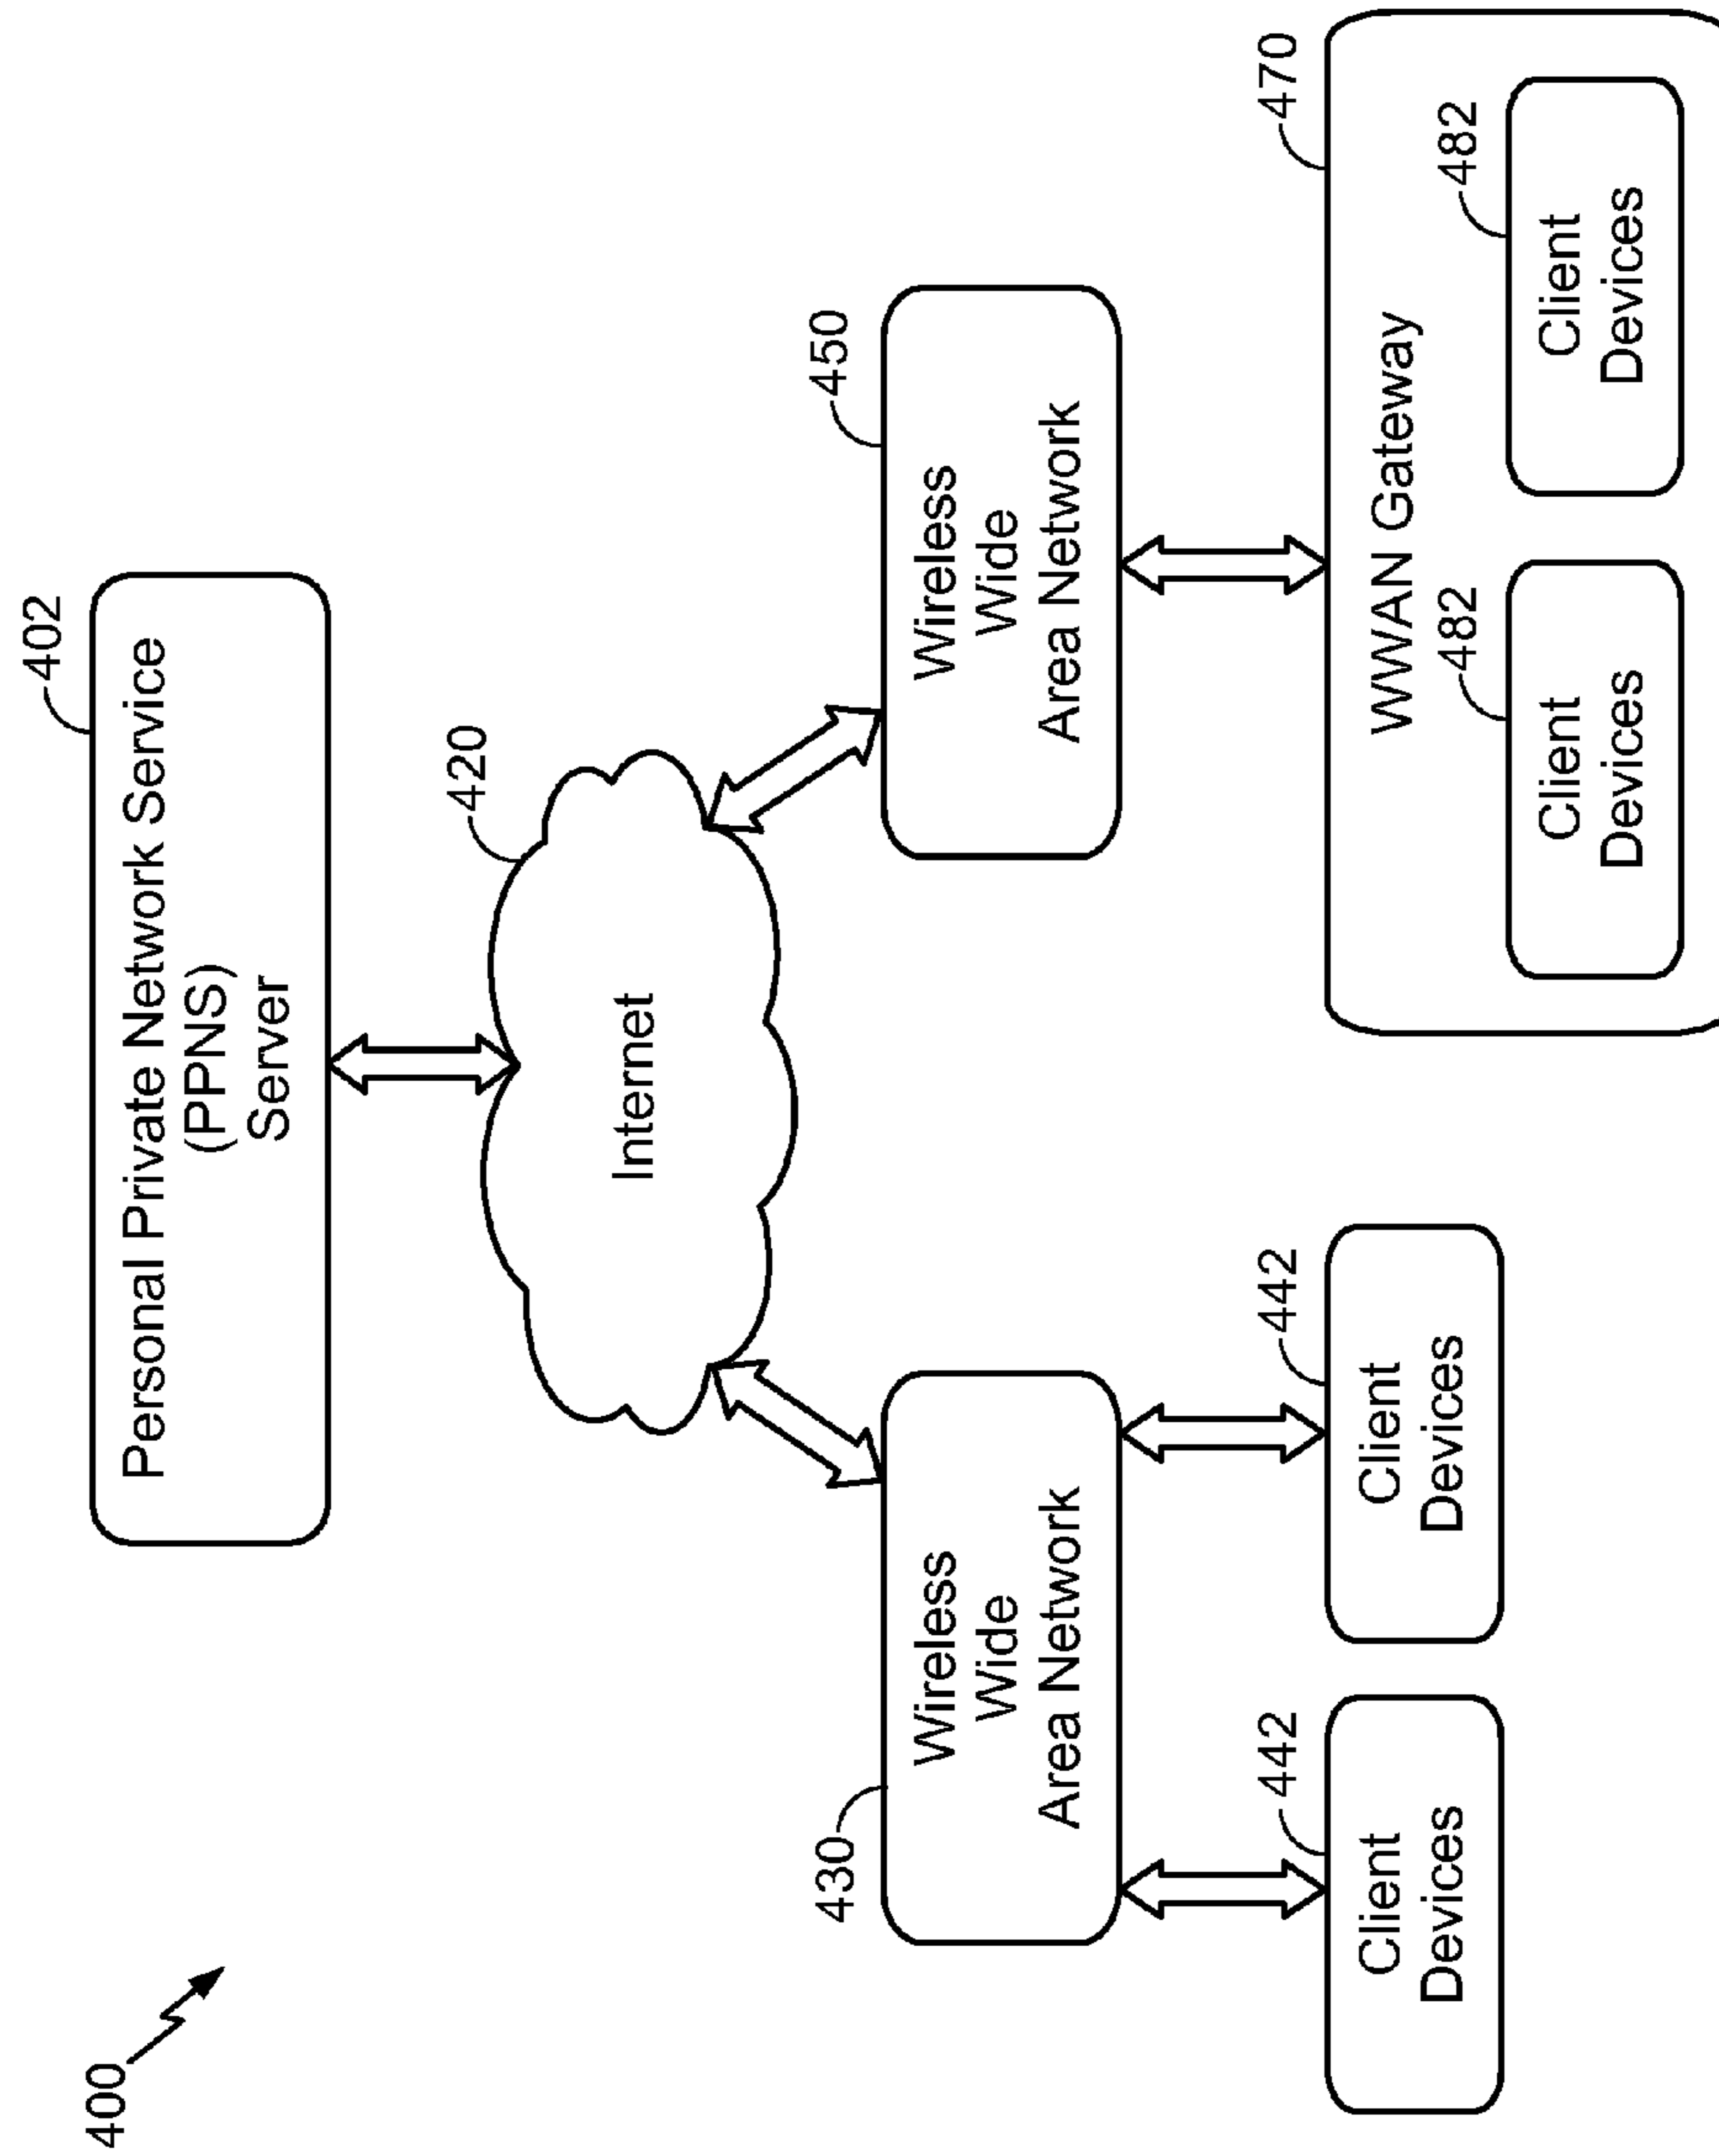 400
402
Personal Private Network Service
(PPNS)
Server
420
Internet
430
Wireless
Wide
Area Network
450
Wireless
Wide
Area Network
442
Client
Devices
442
Client
Devices
470
WWAN Gateway
482
Client
Devices
482
Client
Devices